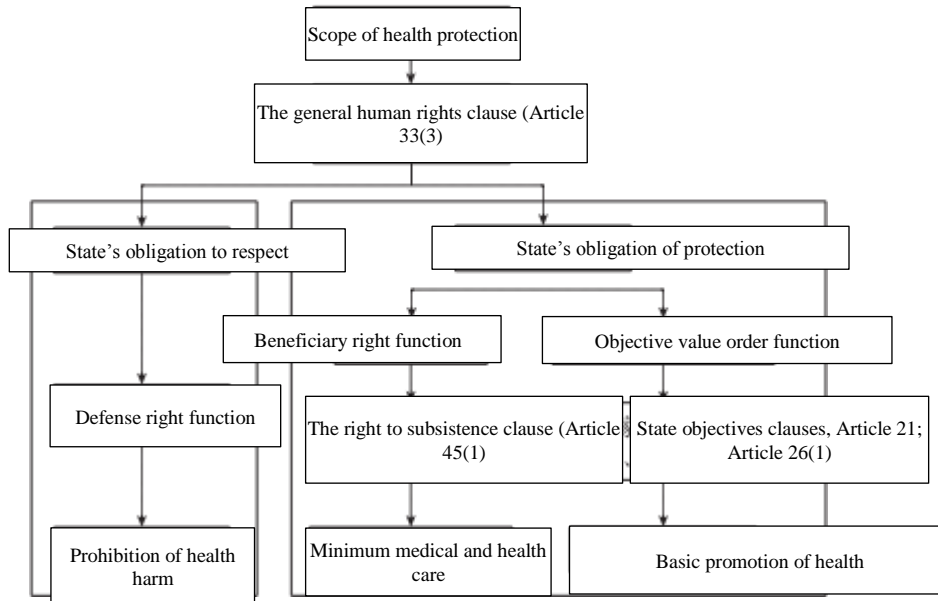 Scope of health protection
The general human rights clause (Article
33(3)
State’s obligation to respect
State’s obligation of protection
Beneficiary right function
Objective value order function
Defense right function
The right to subsistence clause (Article
45(1)
State objectives clauses, Article 21;
Article 26(1)
Prohibition of health
harm
Minimum medical and health
care
Basic promotion of health